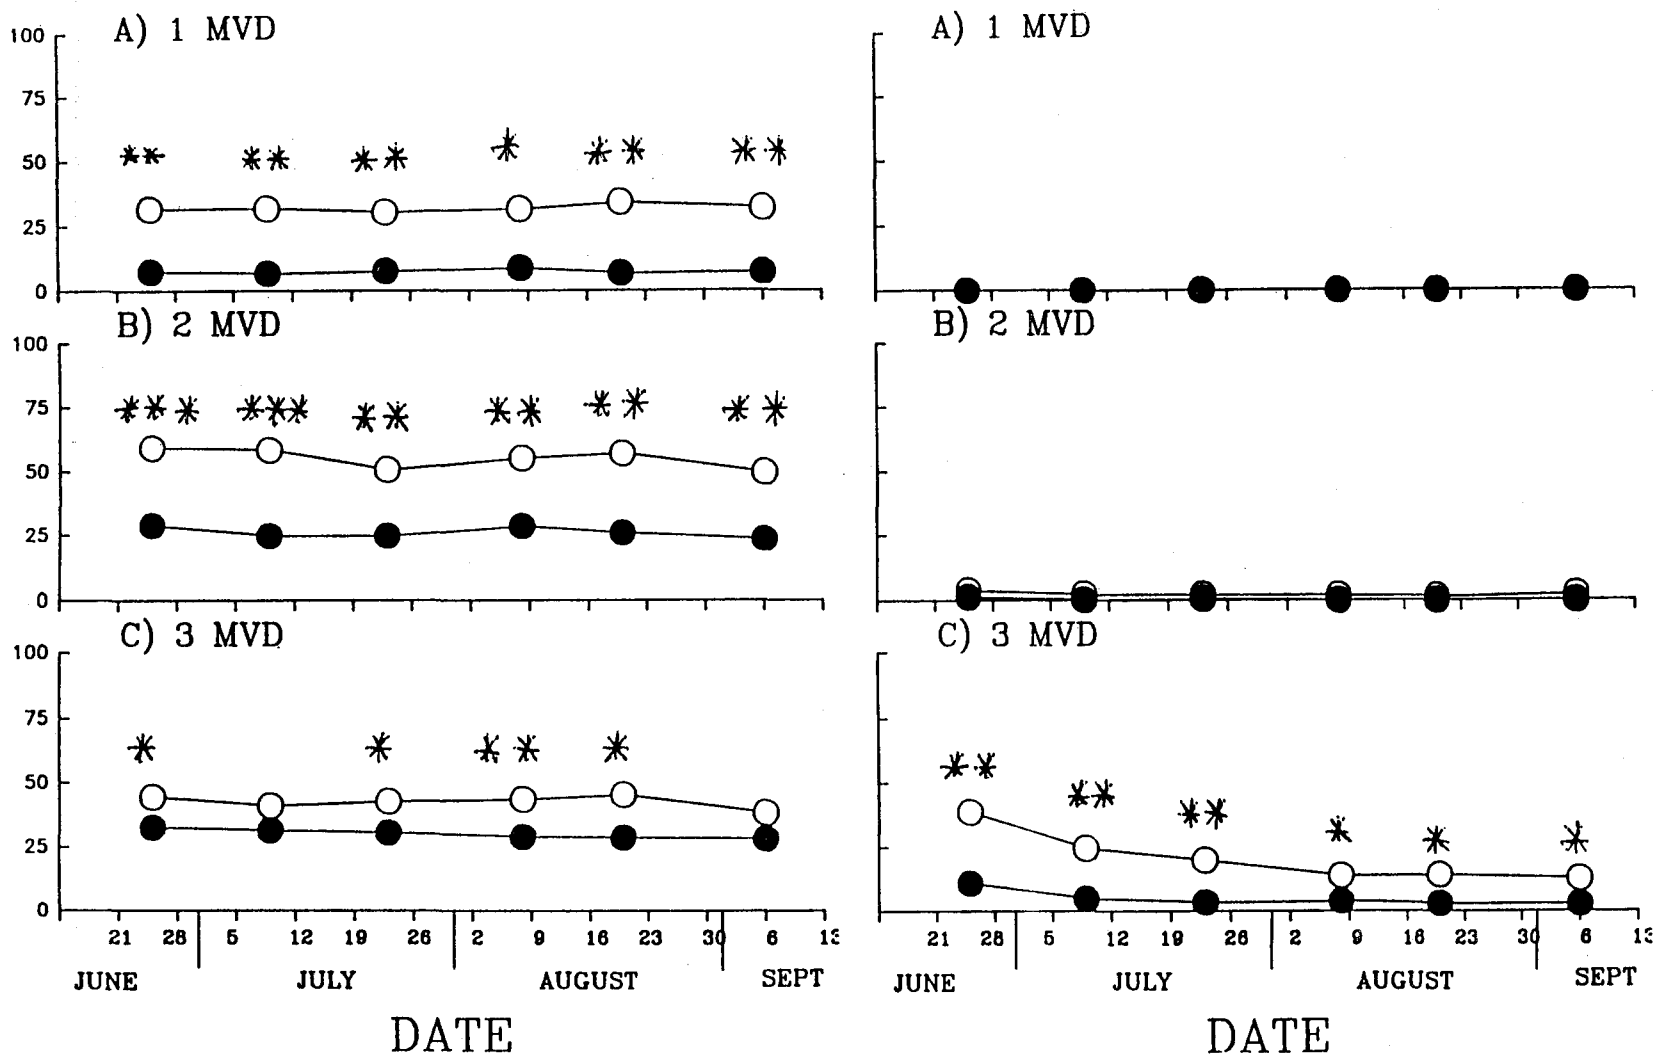 A) 1 MVD
100
75
** ** ** * ** **
50
25
0
B) 2 MVD
100
*** *** ** ** ** **
75
50
25
0
C) 3 MVD
100
75
* * ** *
50
25
0
21 28 5 12 19 26 2 9 16 23 30 6 13
JUNE JULY AUGUST SEPT
DATE
A) 1 MVD
B) 2 MVD
C) 3 MVD
** ** ** * * *
21 28 5 12 19 26 2 9 16 23 30 6 13
JUNE JULY AUGUST SEPT
DATE